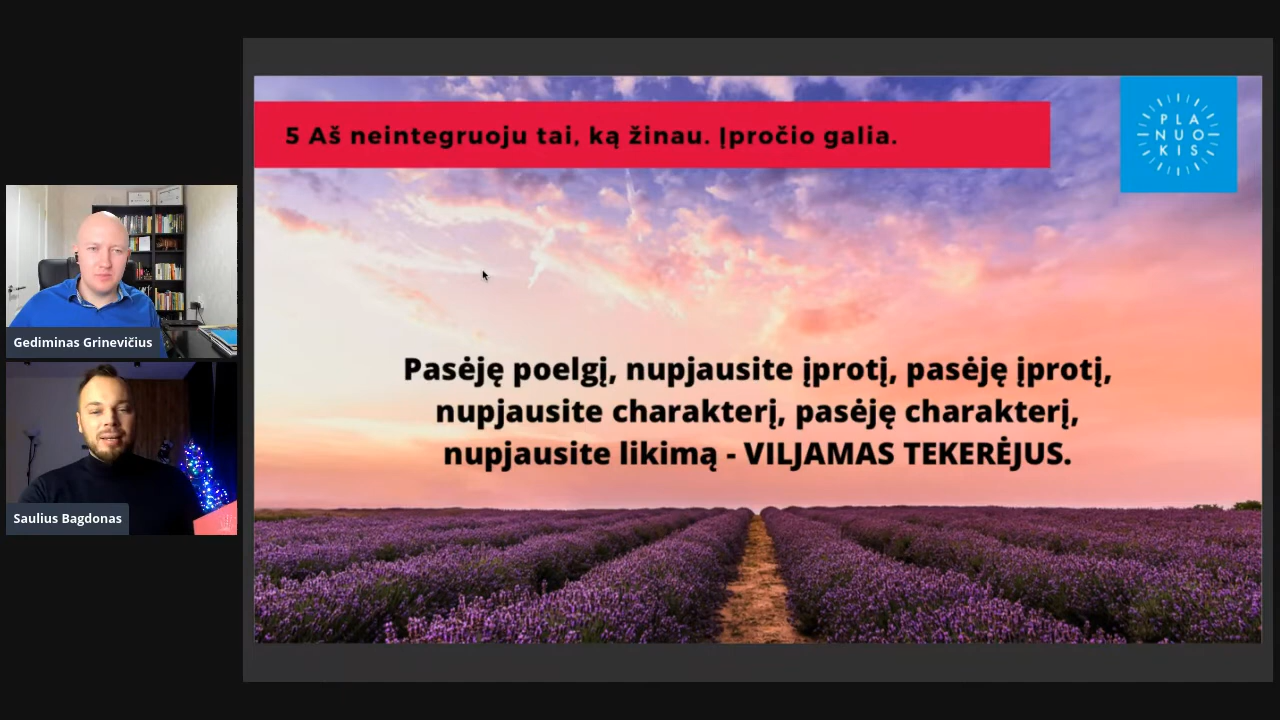 5 Aš neintegruoju tai, ką žinau. Įpročio galia.
PLA
NUO
KIS
Gediminas Grinevičius
Saulius Bagdonas
Pasėję poelgį, nupjausite įprotį, pasėję įprotį,
nupjausite charakterį, pasėję charakterį,
nupjausite likimą - VILJAMAS TEKERĖJUS.